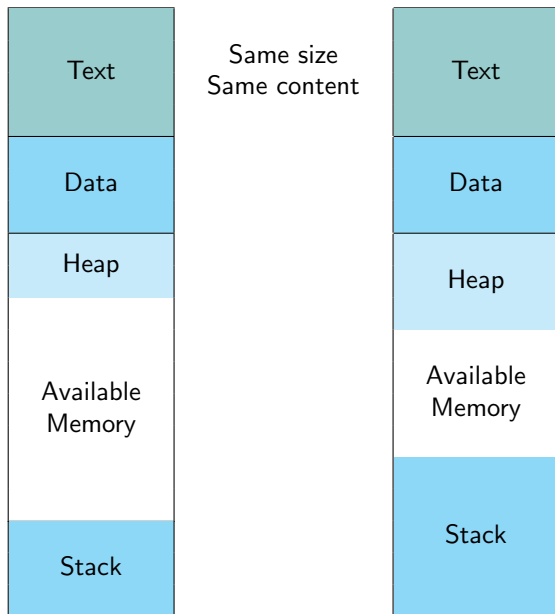 Text
Same size
Same content
Text
Data
Data
Heap
Heap
Available
Memory
Available
Memory
Stack
Stack